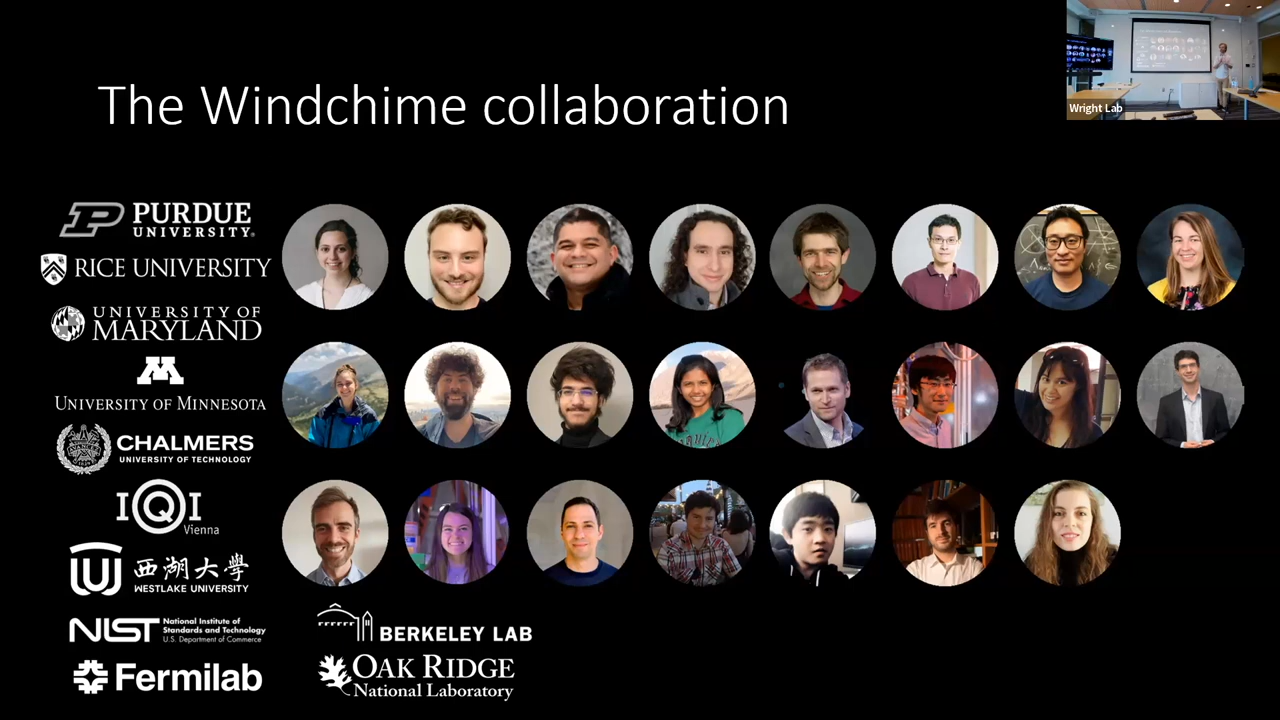 The Windchime collaboration
Wright Lab
PURDUE
UNIVERSITY®
RICE UNIVERSITY
UNIVERSITY OF
MARYLAND
M
UNIVERSITY OF MINNESOTA
CHALMERS
UNIVERSITY OF TECHNOLOGY
IQOQI
Vienna
西湖大學
WESTLAKE UNIVERSITY
NIST
National Institute of
Standards and Technology
U.S. Department of Commerce
Fermilab
BERKELEY LAB
OAK RIDGE
National Laboratory